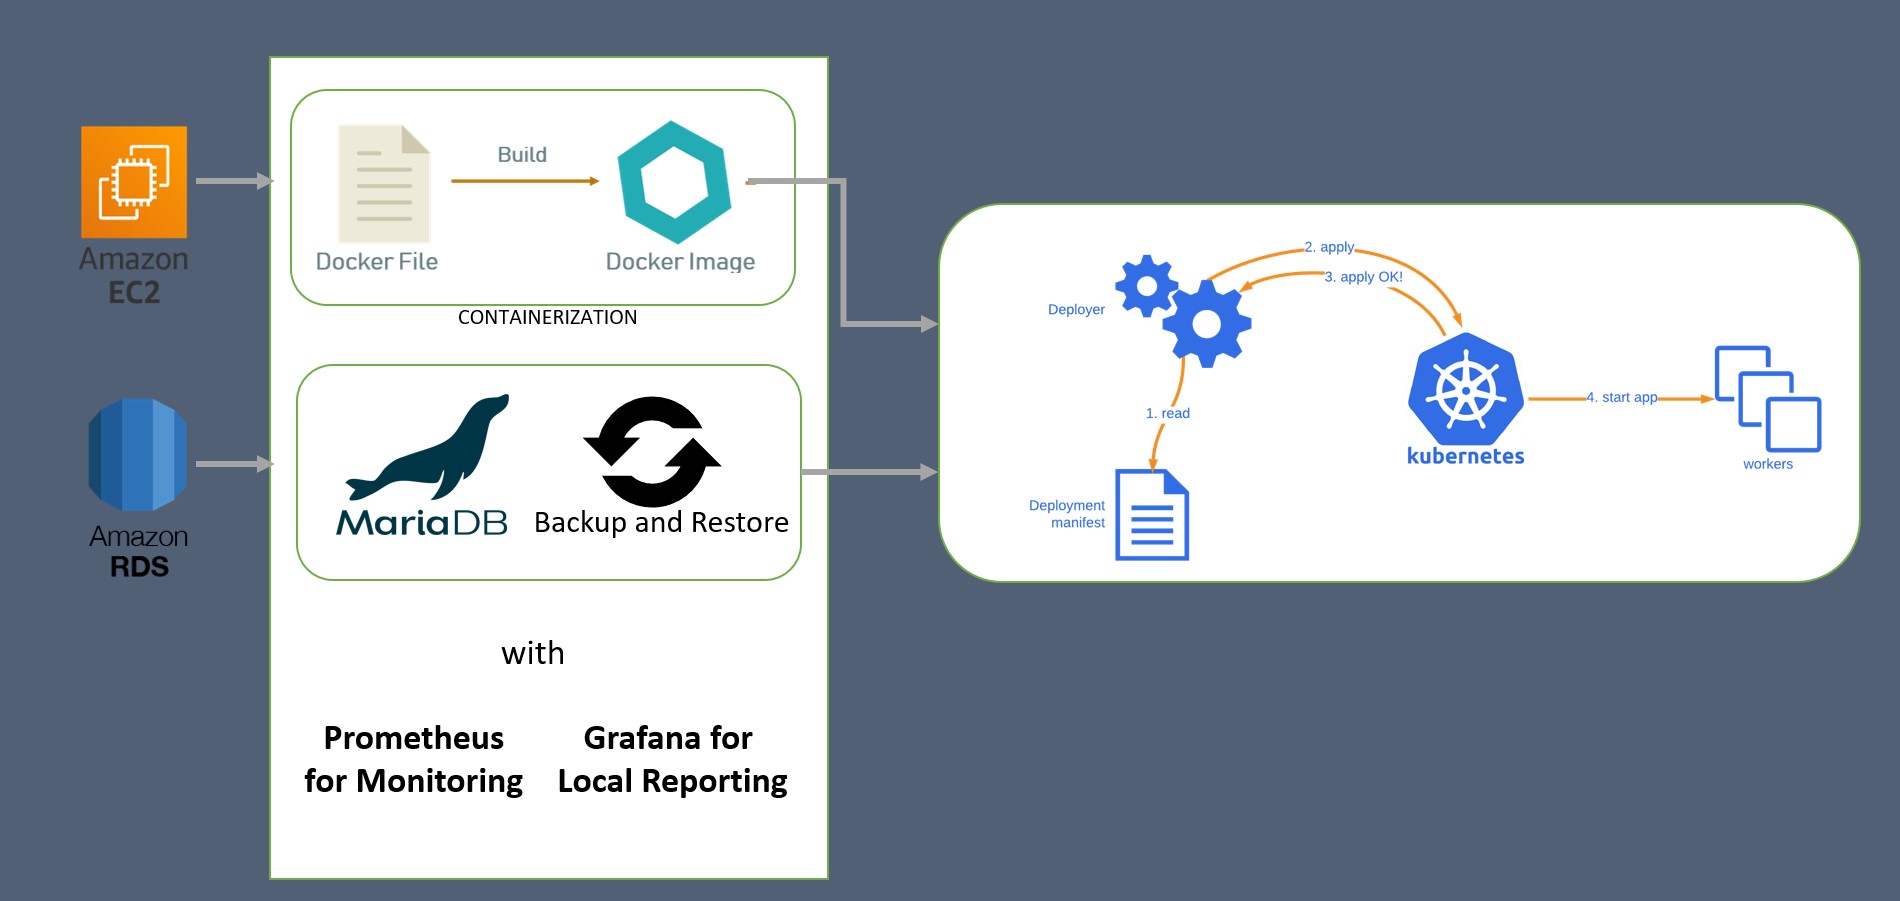 Amazon
EC2
Build
Docker File
Docker Image
CONTAINERIZATION
Amazon
RDS
MariaDB
Backup and Restore
with
Prometheus
for Monitoring
Grafana for
Local Reporting
2. apply
3. apply OK!
Deployer
1. read
Deployment
manifest
kubernetes
4. start app
workers